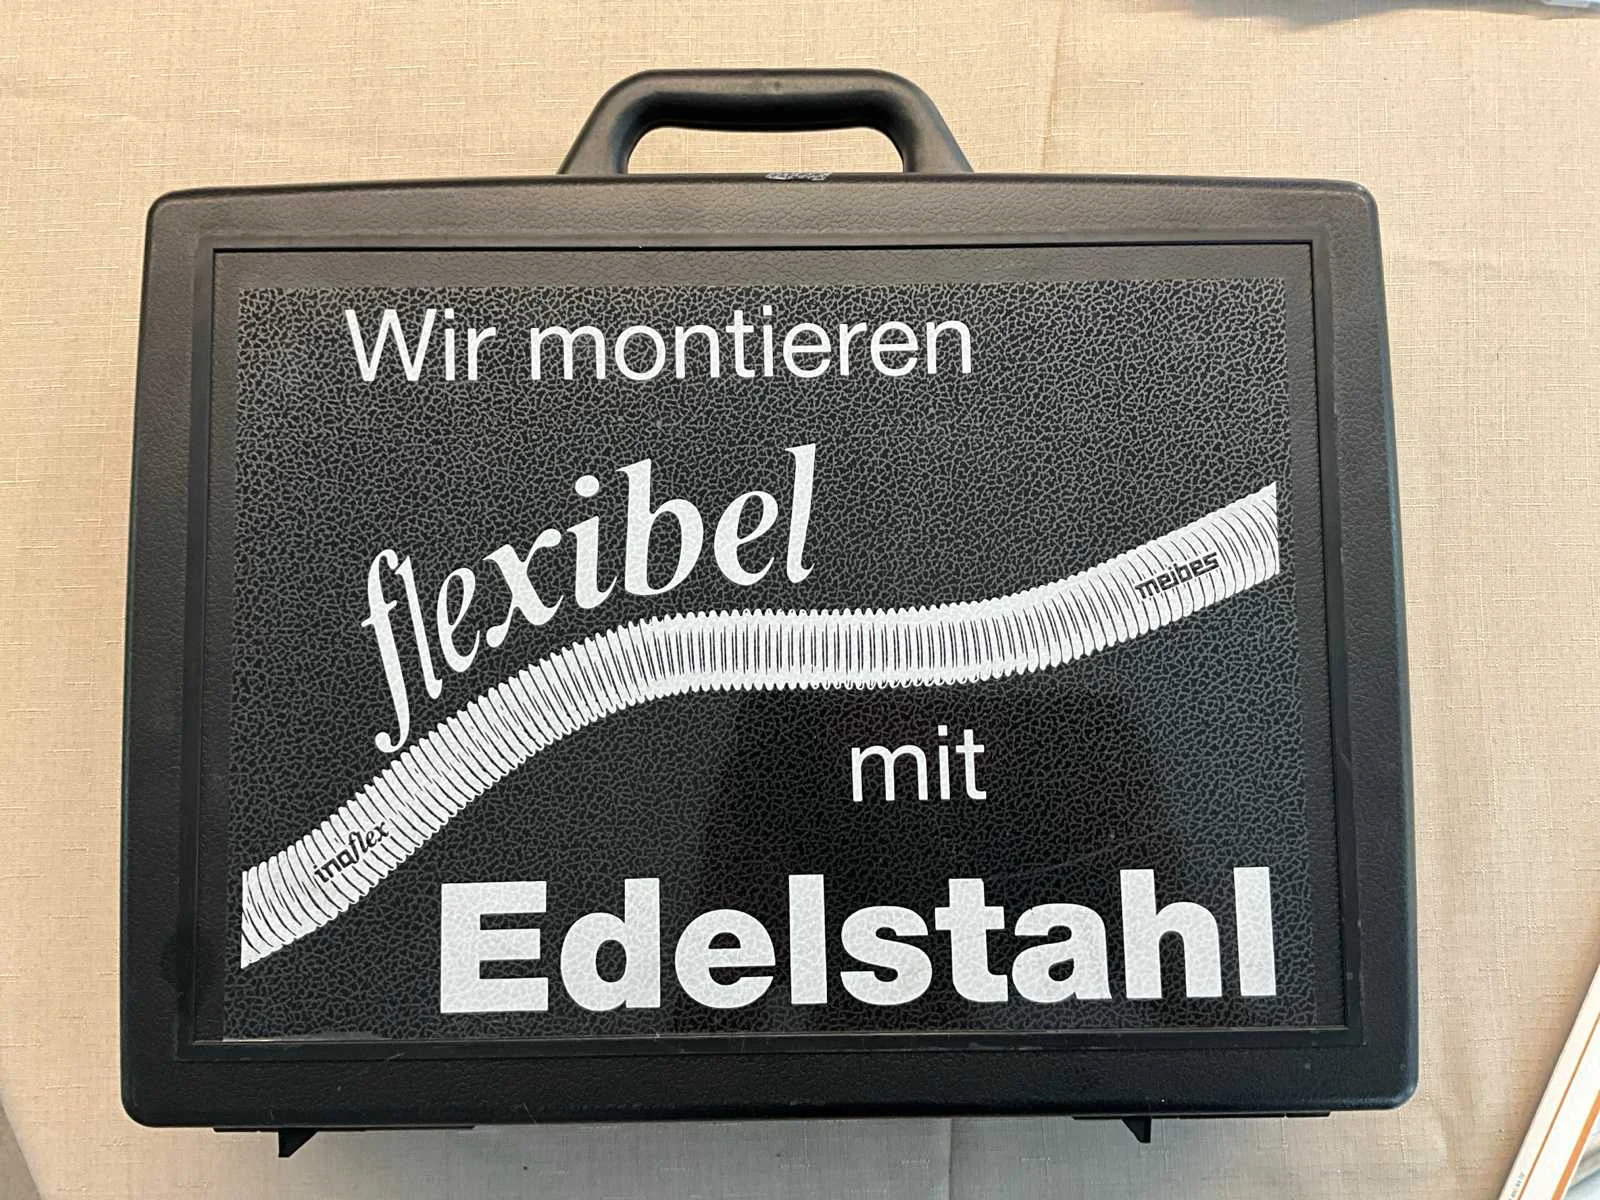 Wir montieren
flexibel
meibes
mit
inoflex
Edelstahl